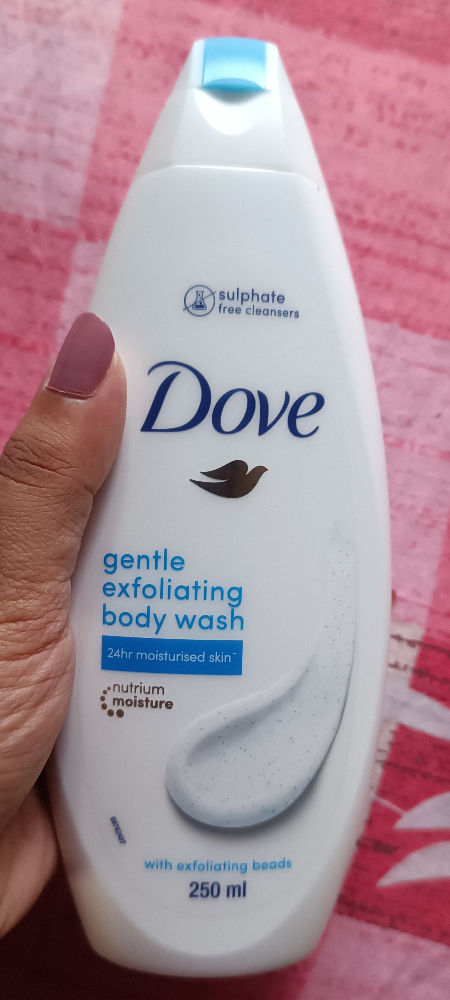 sulphate
free cleansers
Dove
gentle
exfoliating
body wash
24hr moisturised skin~
nutrium
moisture
with exfoliating beads
250 ml